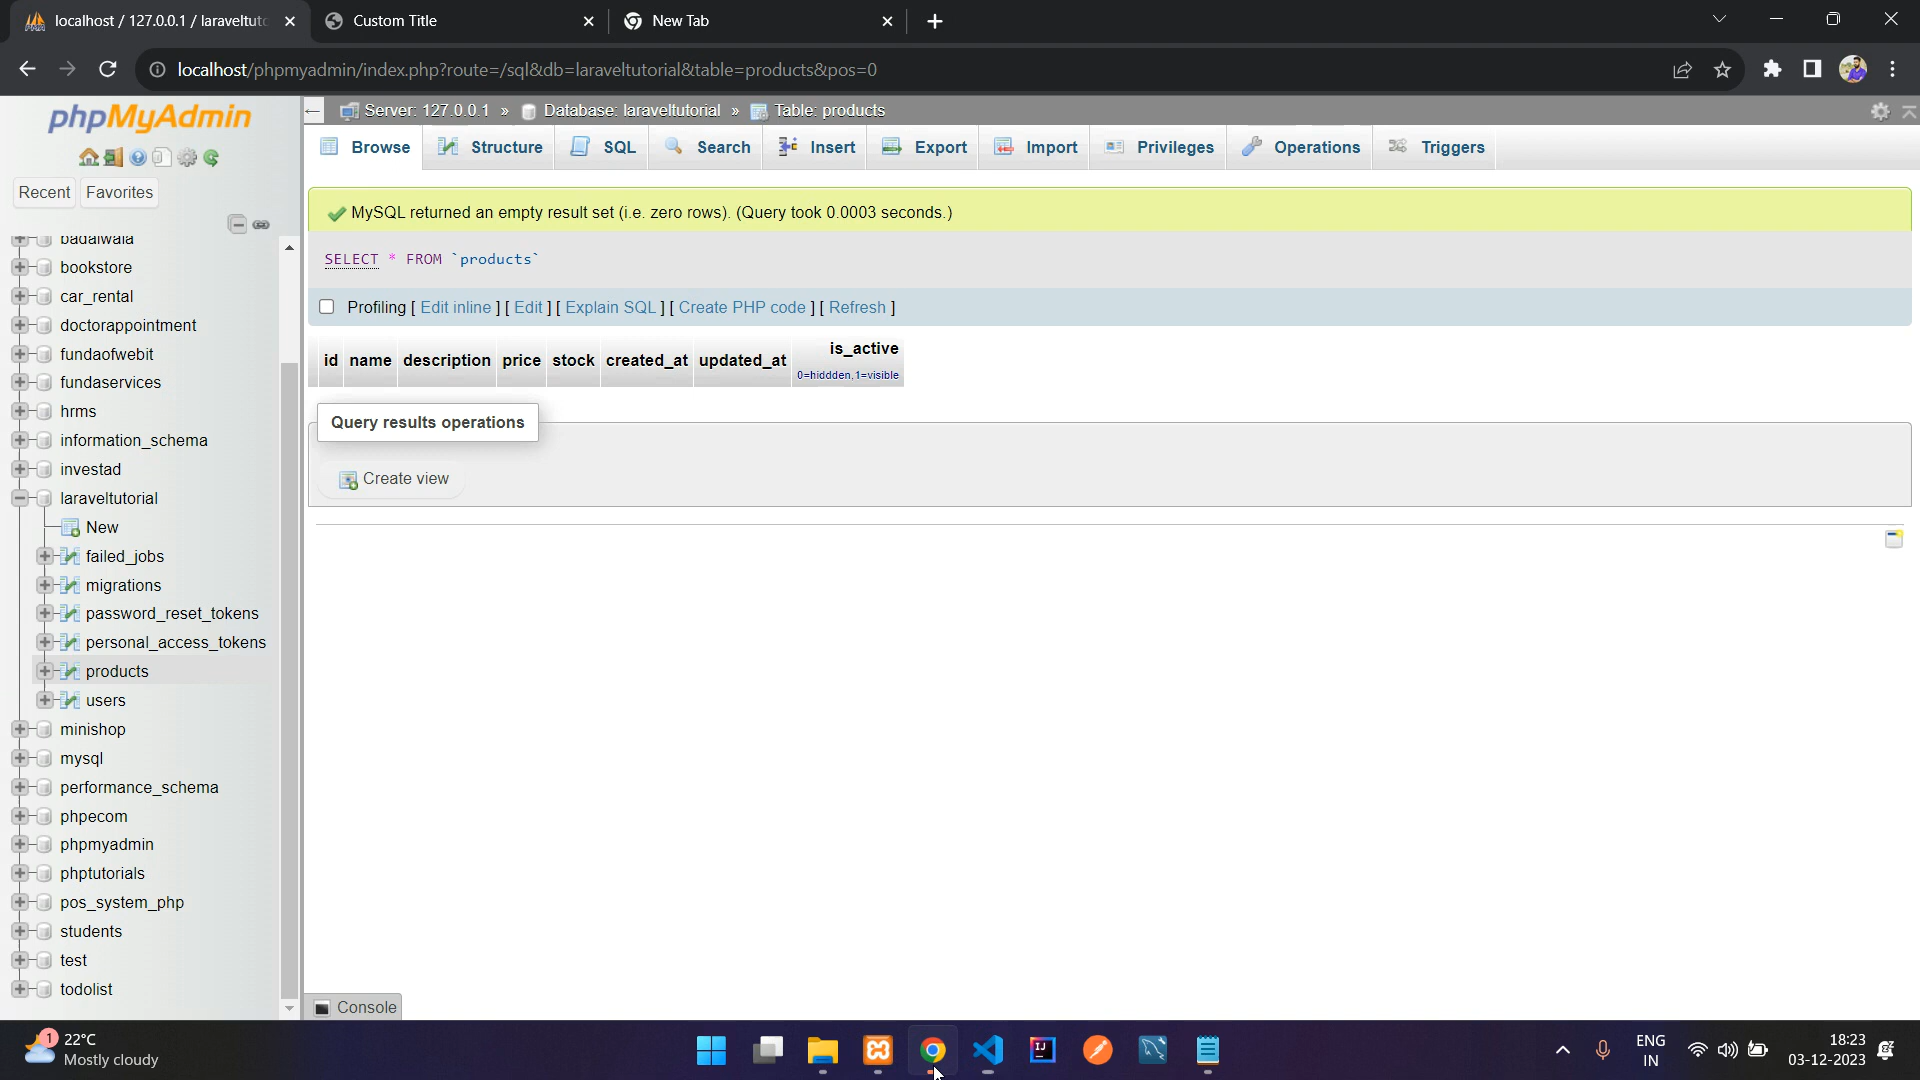 localhost / 127.0.0.1 / laraveltuto
Custom Title
New Tab
localhost/phpmyadmin/index.php?route=/sql&db=laraveltutorial&table=products&pos=0
phpMyAdmin
Recent
Favorites
badalwala
bookstore
car_rental
doctorappointment
fundaofwebit
fundaservices
hrms
information_schema
investad
laraveltutorial
New
failed_jobs
migrations
password_reset_tokens
personal_access_tokens
products
users
minishop
mysql
performance_schema
phpecom
phpmyadmin
phptutorials
pos_system_php
students
test
todolist
Server: 127.0.0.1 » Database: laraveltutorial » Table: products
Browse Structure SQL Search Insert Export Import Privileges Operations Triggers
MySQL returned an empty result set (i.e. zero rows). (Query took 0.0003 seconds.)
SELECT * FROM `products`
Profiling [ Edit inline ] [ Edit ] [ Explain SQL ] [ Create PHP code ] [ Refresh ]
id name description price stock created_at updated_at is_active
0=hiddden,1=visible
Query results operations
Create view
Console
1
22°C
Mostly cloudy
IJ
ENG
IN
18:23
03-12-2023